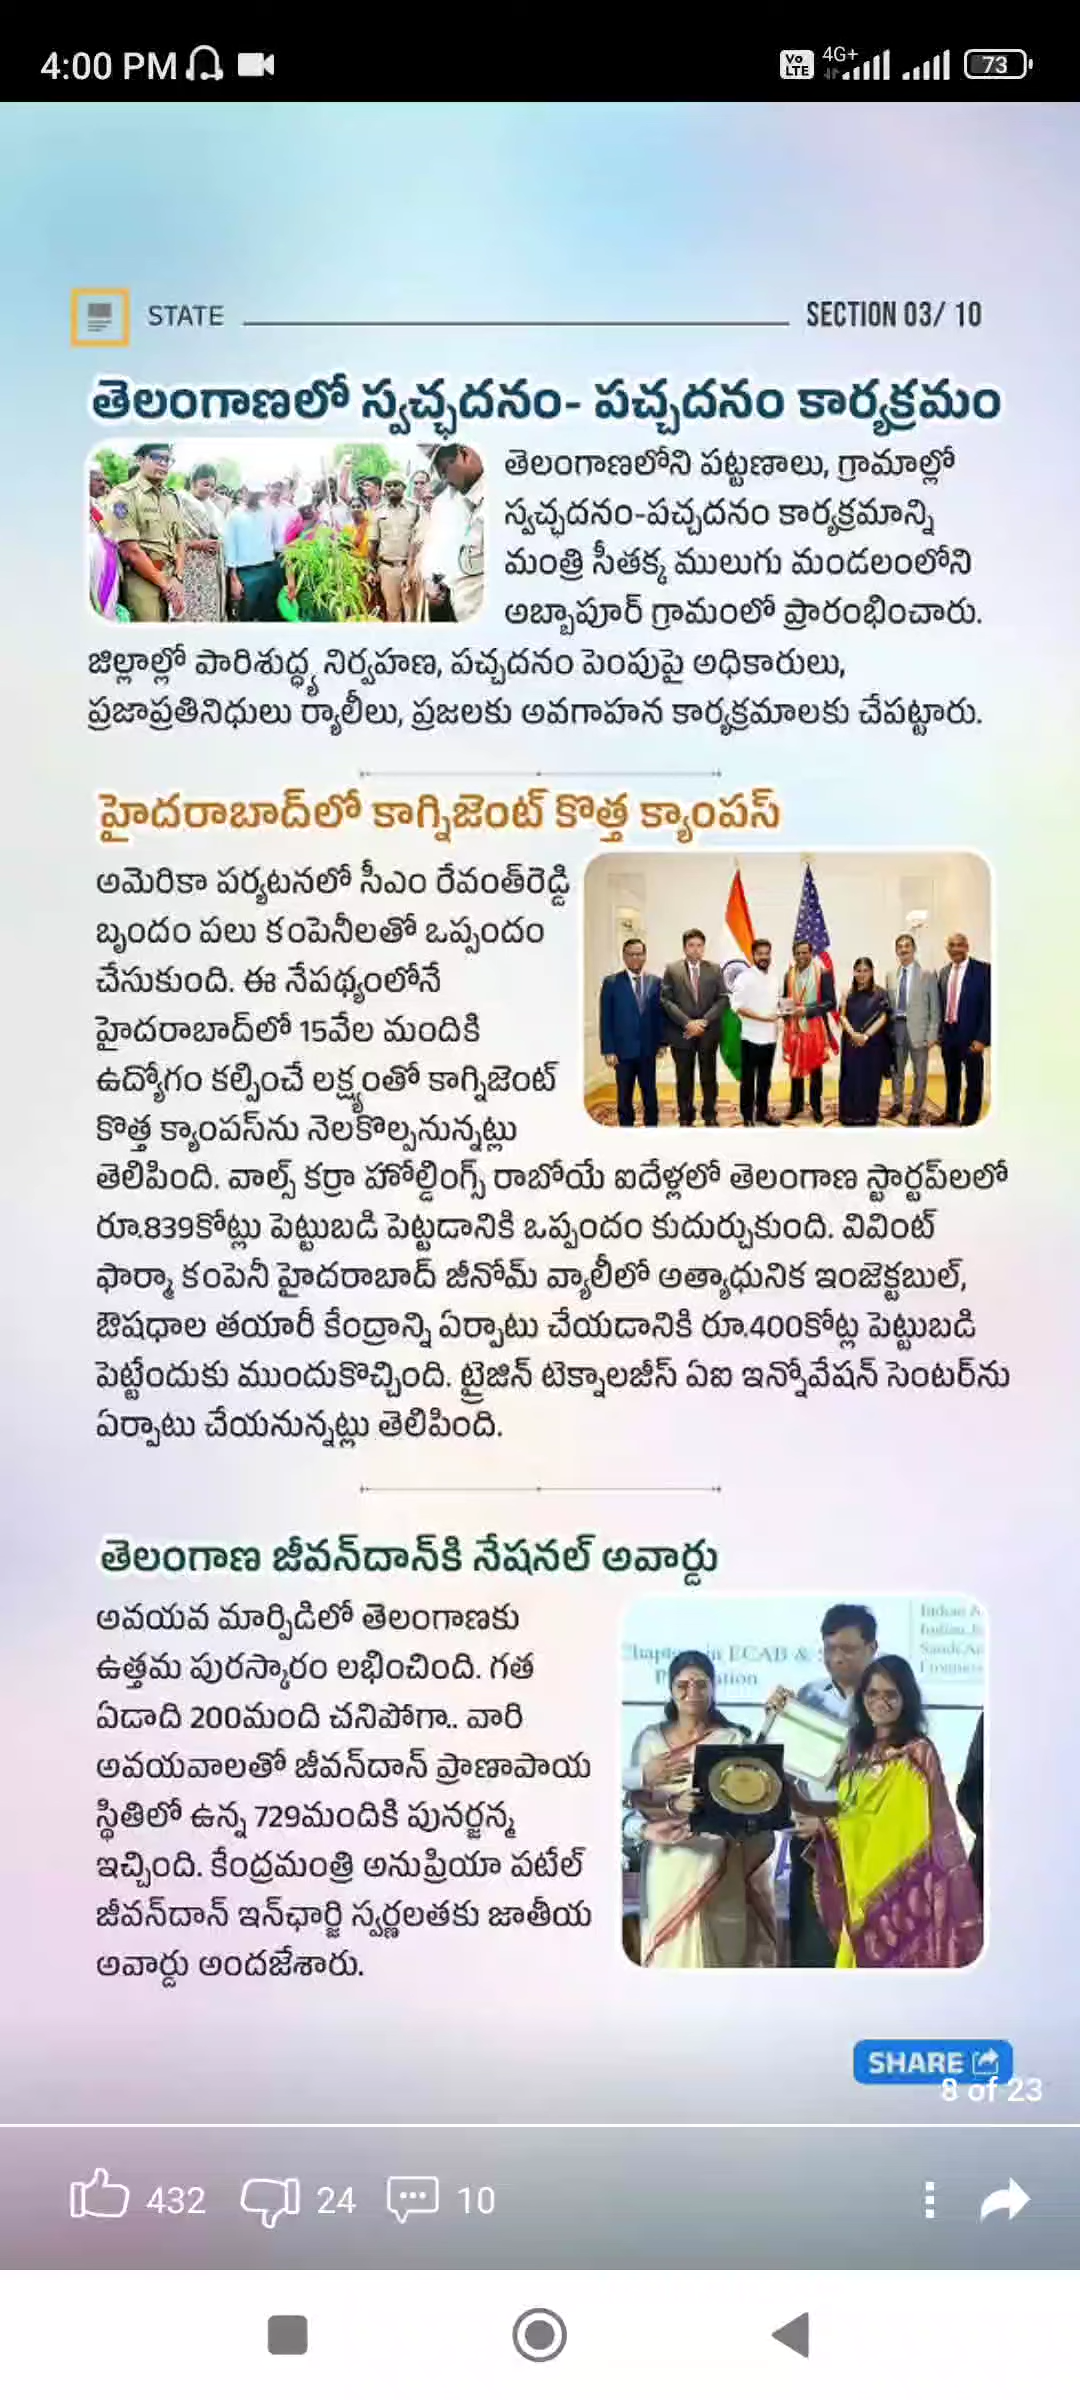 4:00 PM
Vo LTE 4G+ 73
STATE
SECTION 03/ 10
తెలంగాణలో స్వచ్ఛదనం- పచ్చదనం కార్యక్రమం
తెలంగాణలోని పట్టణాలు, గ్రామాల్లో
స్వచ్ఛదనం-పచ్చదనం కార్యక్రమాన్ని
మంత్రి సీతక్క ములుగు మండలంలోని
అబ్బాపూర్ గ్రామంలో ప్రారంభించారు.
జిల్లాల్లో పారిశుద్ధ్య నిర్వహణ, పచ్చదనం పెంపుపై అధికారులు,
ప్రజాప్రతినిధులు ర్యాలీలు, ప్రజలకు అవగాహన కార్యక్రమాలకు చేపట్టారు.
హైదరాబాద్‌లో కాగ్నిజెంట్ కొత్త క్యాంపస్
అమెరికా పర్యటనలో సీఎం రేవంత్‌రెడ్డి
బృందం పలు కంపెనీలతో ఒప్పందం
చేసుకుంది. ఈ నేపథ్యంలోనే
హైదరాబాద్‌లో 15వేల మందికి
ఉద్యోగం కల్పించే లక్ష్యంతో కాగ్నిజెంట్
కొత్త క్యాంపస్‌ను నెలకొల్పనున్నట్లు
తెలిపింది. వాల్ష్ కర్రా హోల్డింగ్స్ రాబోయే ఐదేళ్లలో తెలంగాణ స్టార్టప్‌లలో
రూ.839కోట్లు పెట్టుబడి పెట్టడానికి ఒప్పందం కుదుర్చుకుంది. వివింట్
ఫార్మా కంపెనీ హైదరాబాద్ జీనోమ్ వ్యాలీలో అత్యాధునిక ఇంజెక్టబుల్,
ఔషధాల తయారీ కేంద్రాన్ని ఏర్పాటు చేయడానికి రూ.400కోట్ల పెట్టుబడి
పెట్టేందుకు ముందుకొచ్చింది. ట్రైజిన్ టెక్నాలజీస్ ఏఐ ఇన్నోవేషన్ సెంటర్‌ను
ఏర్పాటు చేయనున్నట్లు తెలిపింది.
తెలంగాణ జీవన్‌దాన్‌కి నేషనల్ అవార్డు
అవయవ మార్పిడిలో తెలంగాణకు
ఉత్తమ పురస్కారం లభించింది. గత
ఏడాది 200మంది చనిపోగా.. వారి
అవయవాలతో జీవన్‌దాన్ ప్రాణాపాయ
స్థితిలో ఉన్న 729మందికి పునర్జన్మ
ఇచ్చింది. కేంద్రమంత్రి అనుప్రియా పటేల్
జీవన్‌దాన్ ఇన్‌ఛార్జి స్వర్ణలతకు జాతీయ
అవార్డు అందజేశారు.
in ECAB &
SHARE
8 of 23
432 24 10